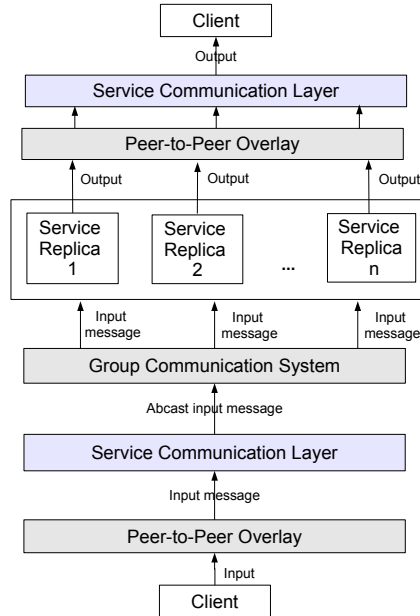 Client
Output
Service Communication Layer
Peer-to-Peer Overlay
Output
Output
Output
Service
Replica
1
Service
Replica
2
...
Service
Replica
n
Input
message
Input
message
Input
message
Group Communication System
Abcast input message
Service Communication Layer
Input message
Peer-to-Peer Overlay
Input
Client